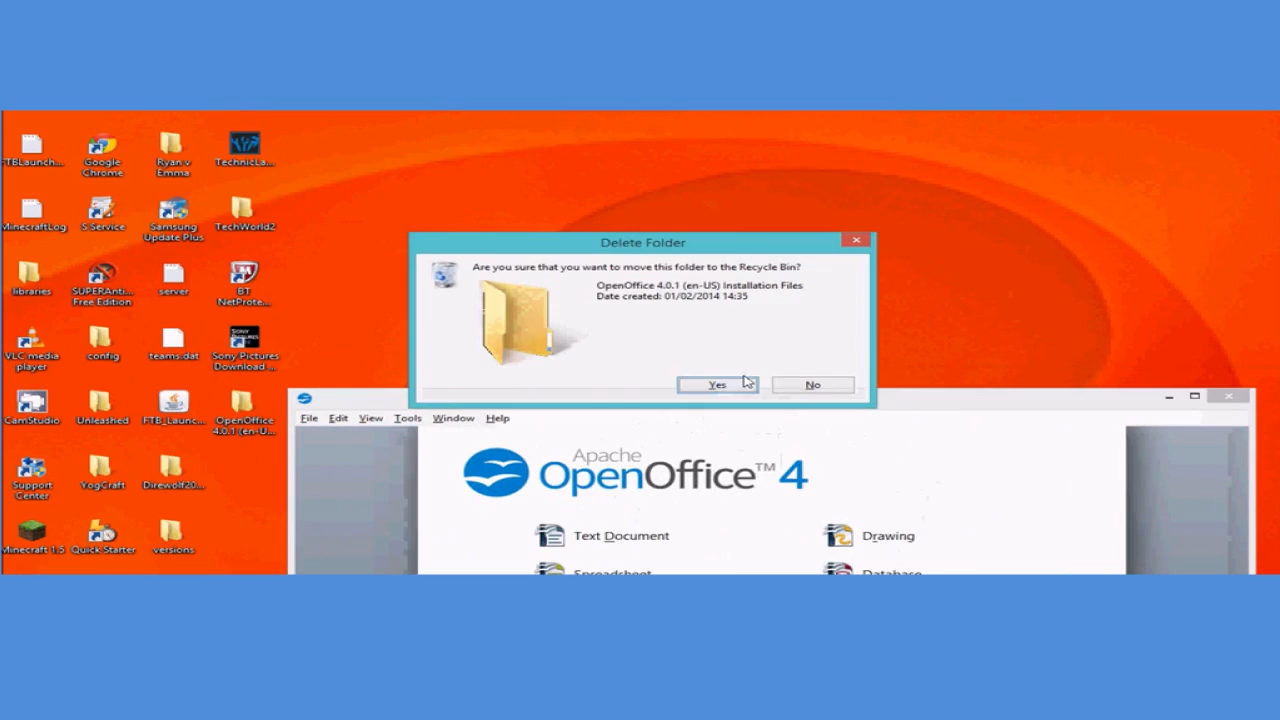 TBLaunch...
Google
Chrome
Ryan v
Emma
TechnicLa...
MinecraftLog
S Service
Samsung
Update Plus
TechWorld2
libraries
SUPERAnti...
Free Edition
server
BT
NetProte...
VLC media
player
config
teams.dat
Sony Pictures
Download ...
CamStudio
Unleashed
FTB_Launc...
OpenOffice
4.0.1 (en-U...
Support
Center
YogCraft
Direwolf20...
Minecraft 1.5
Quick Starter
versions
Delete Folder
Are you sure that you want to move this folder to the Recycle Bin?
OpenOffice 4.0.1 (en-US) Installation Files
Date created: 01/02/2014 14:35
Yes No
File Edit View Tools Window Help
Apache
OpenOffice™ 4
Text Document Drawing
Spreadsheet Database